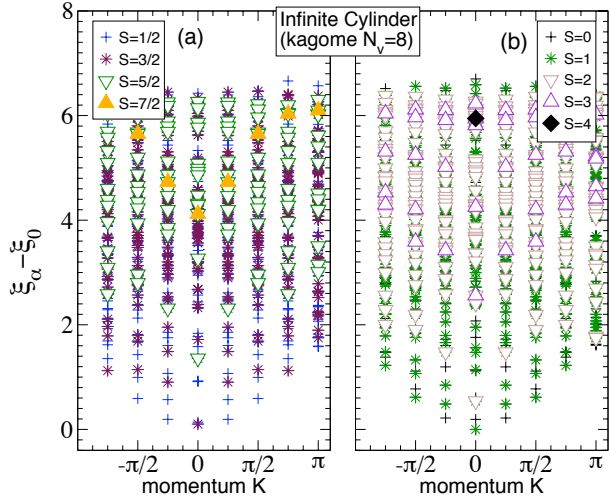 Infinite Cylinder
(kagome N_v=8)
(a)
(b)
S=1/2
S=3/2
S=5/2
S=7/2
S=0
S=1
S=2
S=3
S=4
8
6
4
2
0
ξ_α−ξ_0
-π/2 0 π/2 π
-π/2 0 π/2 π
momentum K
momentum K